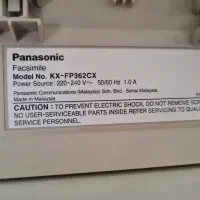 Panasonic
Facsimile
Model No. KX-FP362CX
Power Source 220-240 V~ 50/60 Hz 1.0 A
Panasonic Communications (Malaysia) Sdn. Bhd. Senai Malaysia
Made in Malaysia
CAUTION: TO PREVENT ELECTRIC SHOCK, DO NOT REMOVE SCRE
NO USER-SERVICEABLE PARTS INSIDE REFER SERVICING TO QUALIF
SERVICE PERSONNEL.